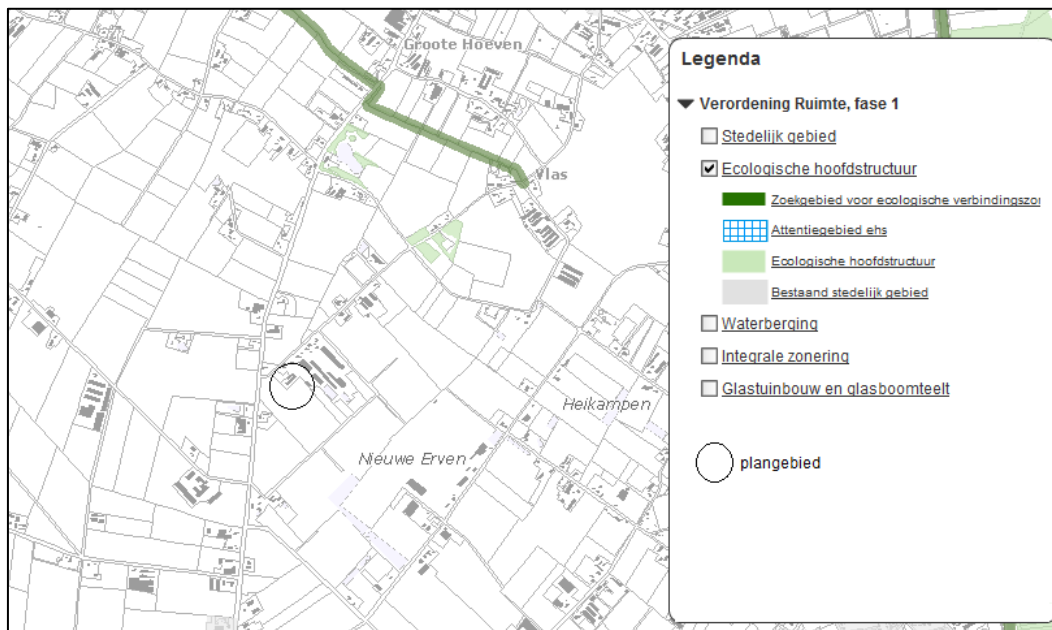 Groote Hoeven
Vlas
Heikampen
Nieuwe Erven
Legenda
Verordening Ruimte, fase 1
Stedelijk gebied
Ecologische hoofdstructuur
Zoekgebied voor ecologische verbindingszo
Attentiegebied ehs
Ecologische hoofdstructuur
Bestaand stedelijk gebied
Waterberging
Integrale zonering
Glastuinbouw en glasboomteelt
plangebied